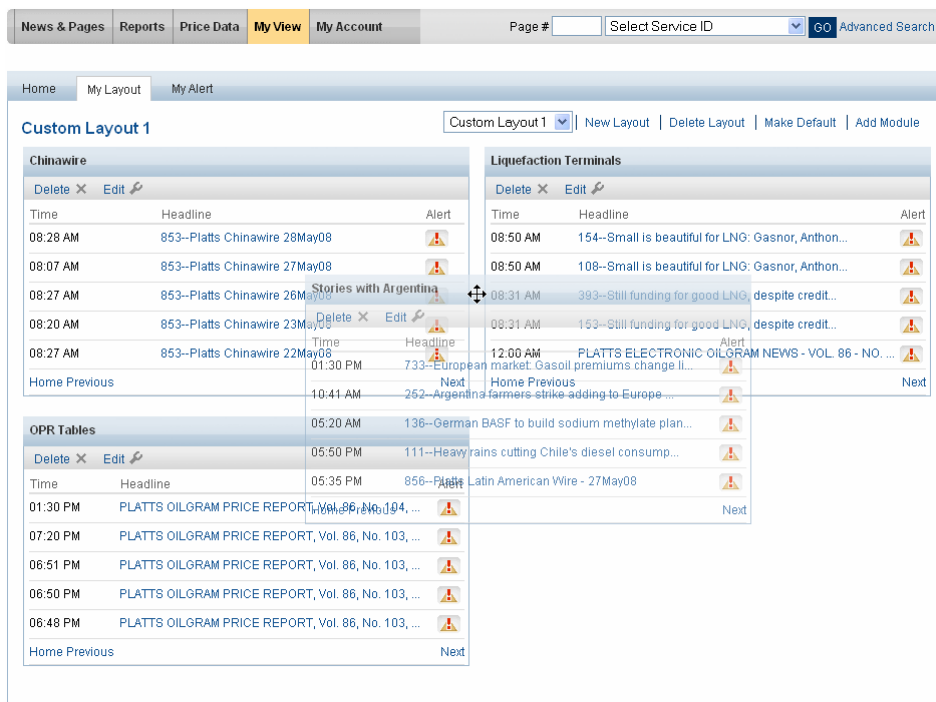 News & Pages Reports Price Data My View My Account Page # Select Service ID GO Advanced Search
Home My Layout My Alert
Custom Layout 1 Custom Layout 1 New Layout Delete Layout Make Default Add Module
Chinawire
Delete Edit
Time Headline Alert
08:28 AM 853--Platts Chinawire 28May08
08:07 AM 853--Platts Chinawire 27May08
08:27 AM 853--Platts Chinawire 26May08
08:20 AM 853--Platts Chinawire 23May08
08:27 AM 853--Platts Chinawire 22May08
Home Previous Next
Liquefaction Terminals
Delete Edit
Time Headline Alert
08:50 AM 154--Small is beautiful for LNG: Gasnor, Anthon...
08:50 AM 108--Small is beautiful for LNG: Gasnor, Anthon...
08:31 AM 393--Still funding for good LNG, despite credit...
08:31 AM 153--Still funding for good LNG, despite credit...
12:00 AM PLATTS ELECTRONIC OILGRAM NEWS - VOL. 86 - NO. ...
Home Previous Next
Stories with Argentina
Delete Edit
Time Headline Alert
01:30 PM 733--European market: Gasoil premiums change li...
10:41 AM 252--Argentina farmers strike adding to Europe ...
05:20 AM 136--German BASF to build sodium methylate plan...
05:50 PM 111--Heavy rains cutting Chile's diesel consump...
05:35 PM 856--Platts Latin American Wire - 27May08
Home Previous Next
OPR Tables
Delete Edit
Time Headline Alert
01:30 PM PLATTS OILGRAM PRICE REPORT, Vol. 86, No. 104, ...
07:20 PM PLATTS OILGRAM PRICE REPORT, Vol. 86, No. 103, ...
06:51 PM PLATTS OILGRAM PRICE REPORT, Vol. 86, No. 103, ...
06:50 PM PLATTS OILGRAM PRICE REPORT, Vol. 86, No. 103, ...
06:48 PM PLATTS OILGRAM PRICE REPORT, Vol. 86, No. 103, ...
Home Previous Next